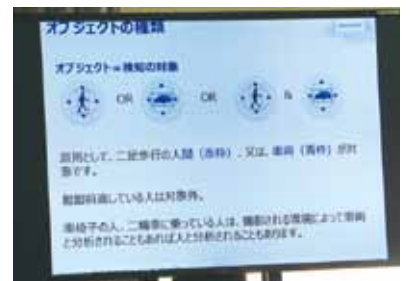 オブジェクトの種類
オブジェクト=検知の対象
OR OR &
原則として、二足歩行の人間（赤枠）、又は、車両（青枠）が対
象です。
匍匐前進している人は対象外。
車椅子の人、二輪車に乗っている人は、撮影される環境によって車両
と分析されることもあれば人と分析されることもあります。